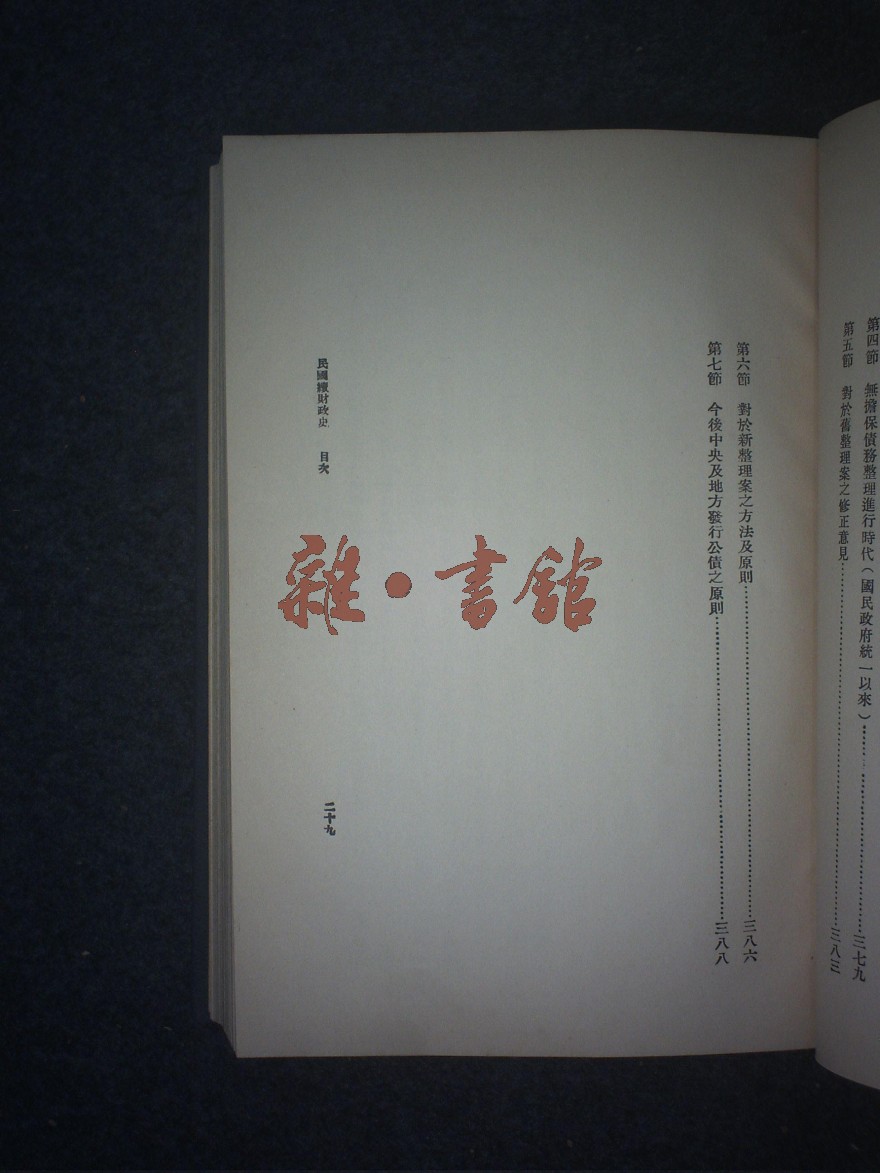 第四節　無擔保債務整理進行時代（國民政府統一以來）……三七九
第五節　對於舊整理案之修正意見……三八三
第六節　對於新整理案之方法及原則……三八六
第七節　今後中央及地方發行公債之原則……三八八
民國續財政史　目次
二十九
雜·書館